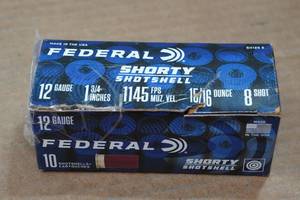 MADE IN THE USA
FEDERAL
SHORTY
SHOTSHELL
12 GAUGE 1 3/4 INCHES 1145 FPS MUZ. VEL. 15/16 OUNCE 8 SHOT
12 GAUGE
FEDERAL
10 SHOTSHELLS
SHORTY
SHOTSHELL